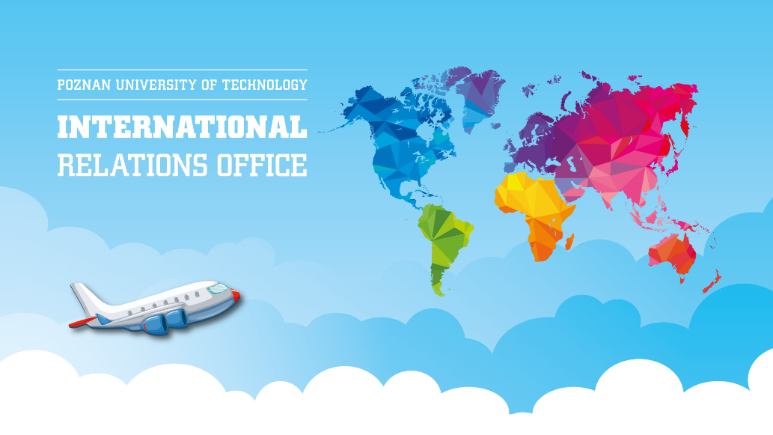 POZNAN UNIVERSITY OF TECHNOLOGY
INTERNATIONAL
RELATIONS OFFICE